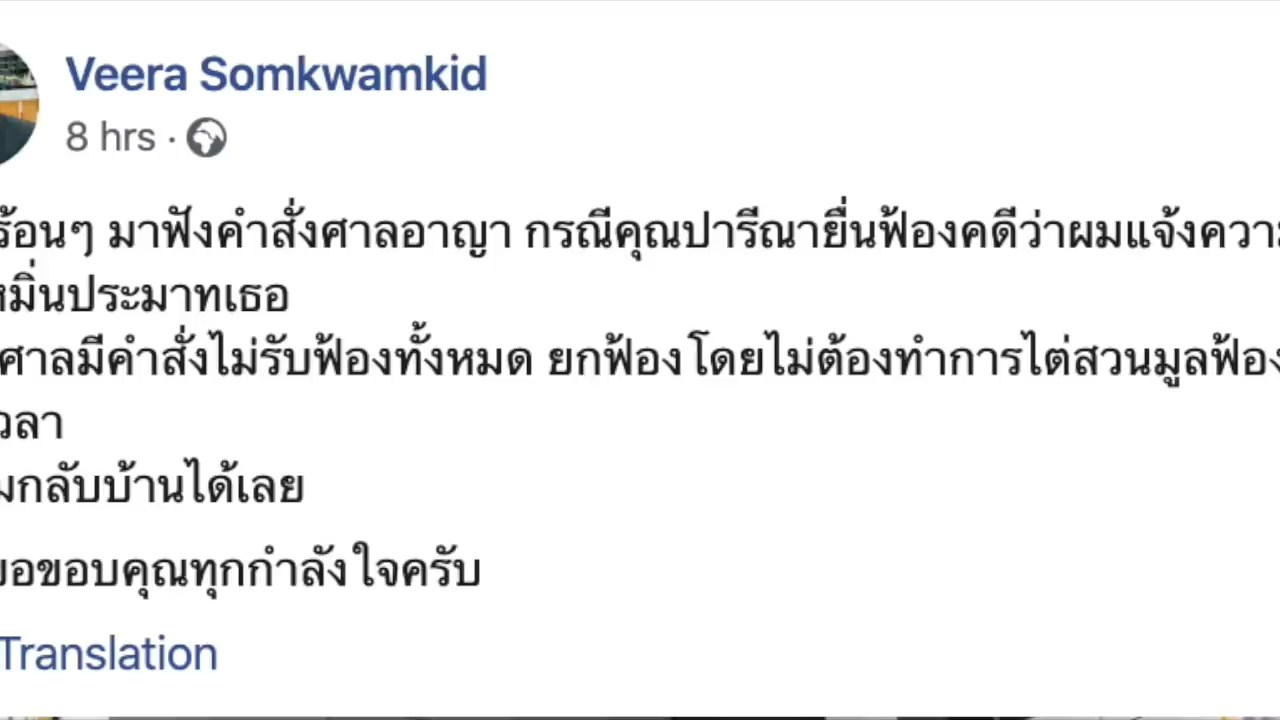 Veera Somkwamkid
8 hrs ·
ร้อนๆ มาฟังคำสั่งศาลอาญา กรณีคุณปารีณายื่นฟ้องคดีว่าผมแจ้งความ
หมิ่นประมาทเธอ
ศาลมีคำสั่งไม่รับฟ้องทั้งหมด ยกฟ้องโดยไม่ต้องทำการไต่สวนมูลฟ้อง
วลา
มกลับบ้านได้เลย
ขอขอบคุณทุกกำลังใจครับ
Translation